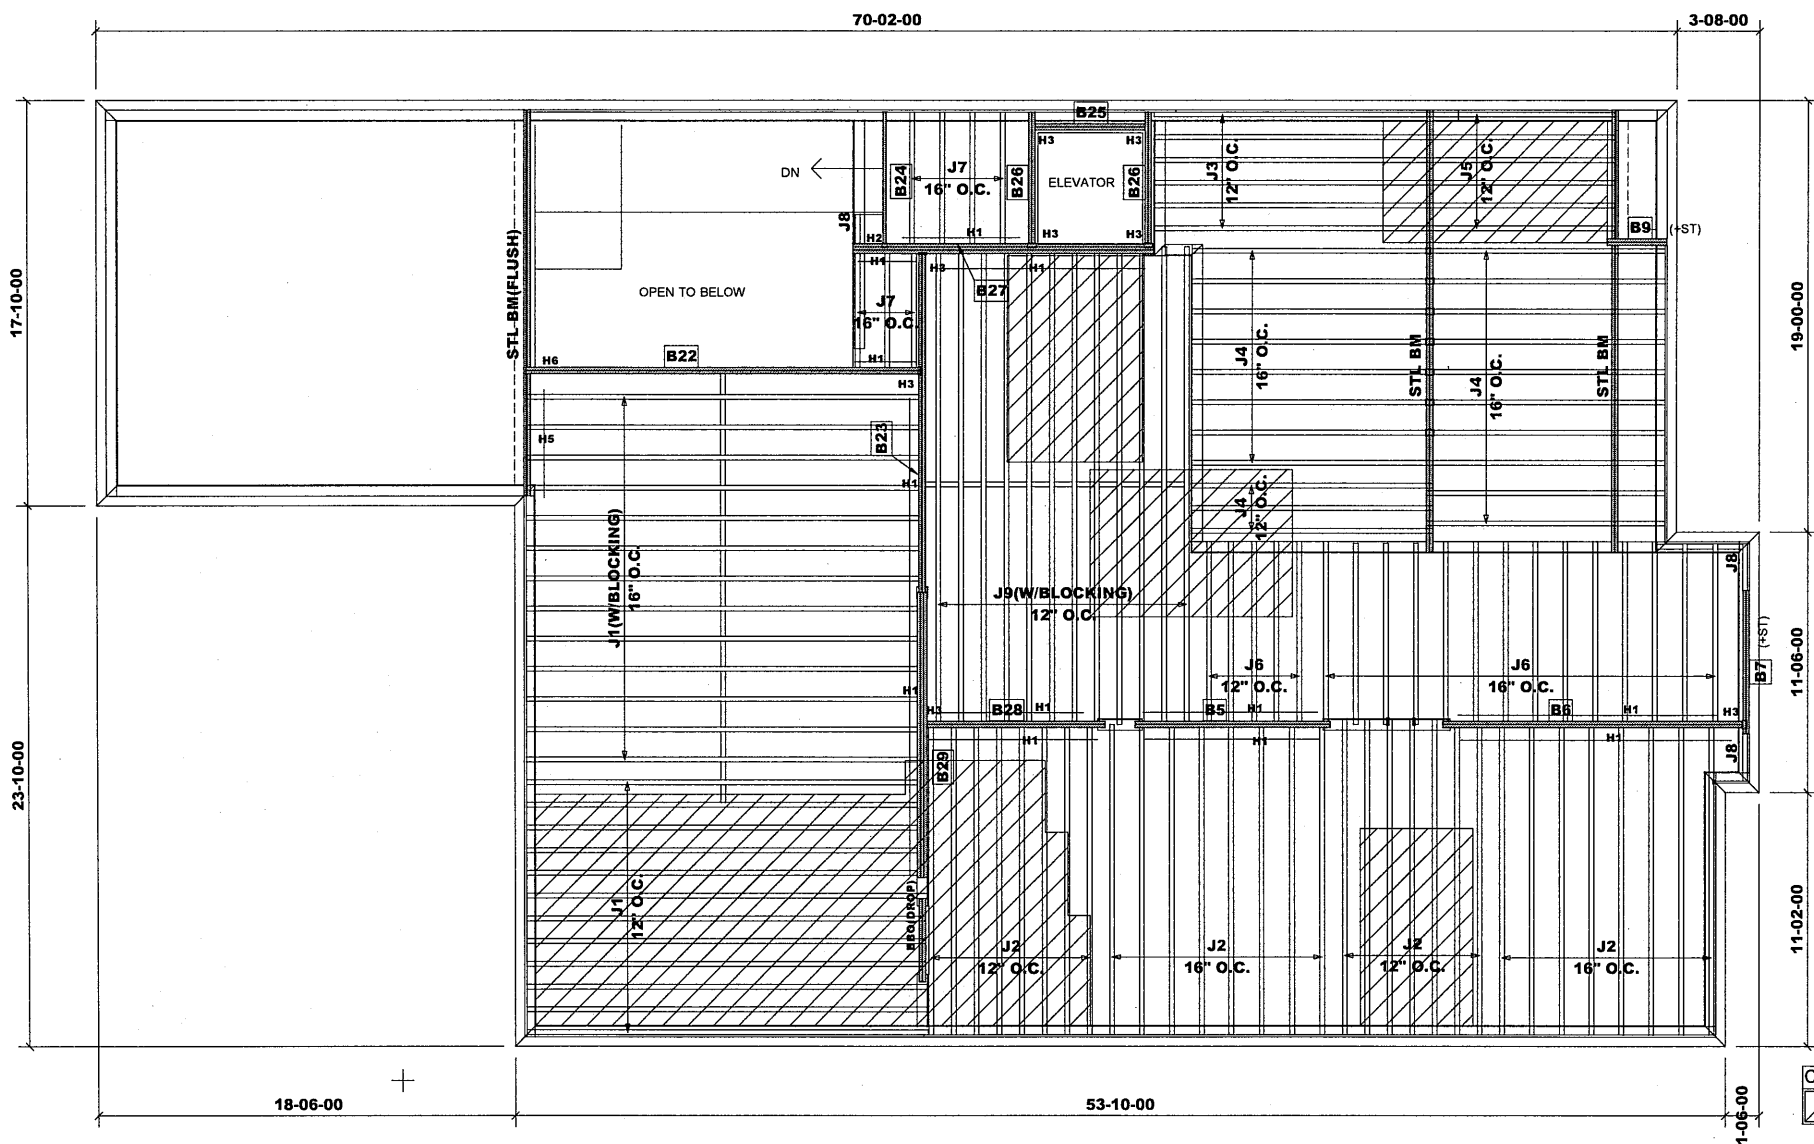 70-02-00
3-08-00
B25
H3
H3
DN
B24
J7
16" O.C.
B26
ELEVATOR
B26
J3
12" O.C.
J5
12" O.C.
J8
H2
H1
H3
H3
B9
(+ST)
STL BM(FLUSH)
17-10-00
OPEN TO BELOW
H1
H3
H1
B27
J7
16" O.C.
19-00-00
H6
B22
H1
H3
J4
16" O.C.
STL BM
J4
16" O.C.
STL BM
H5
B23
H1
J4
12" O.C.
J1(W/BLOCKING)
16" O.C.
J9(W/BLOCKING)
12" O.C.
J8
(+ST)
B7
11-06-00
J6
12" O.C.
J6
16" O.C.
H1
H3
B28
H1
B5
H1
B6
H1
H3
H1
H1
H1
J8
B29
23-10-00
J1
12" O.C.
BBO(DROP)
J2
12" O.C.
J2
16" O.C.
J2
12" O.C.
J2
16" O.C.
11-02-00
18-06-00
53-10-00
1-06-00